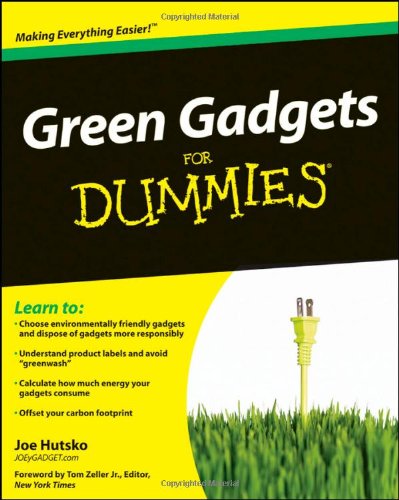 Making Everything Easier!™
Green Gadgets
FOR
DUMMIES®
Learn to:
• Choose environmentally friendly gadgets
and dispose of gadgets more responsibly
• Understand product labels and avoid
"greenwash"
• Calculate how much energy your
gadgets consume
• Offset your carbon footprint
Joe Hutsko
JOEyGADGET.com
Foreword by Tom Zeller Jr., Editor,
New York Times